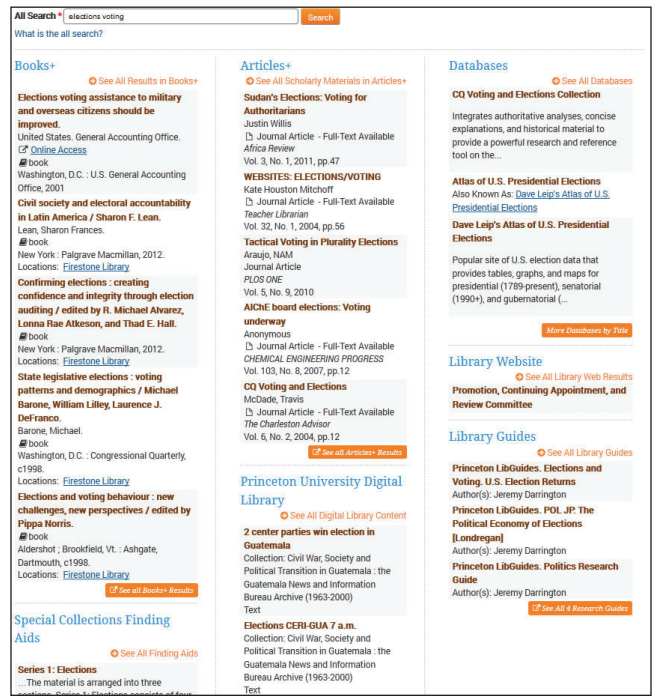 All Search * elections voting Search
What is the all search?
Books+
See All Results in Books+
Elections voting assistance to military
and overseas citizens should be
improved.
United States. General Accounting Office.
Online Access
book
Washington, D.C. : U.S. General Accounting
Office, 2001
Civil society and electoral accountability
in Latin America / Sharon F. Lean.
Lean, Sharon Frances.
book
New York : Palgrave Macmillan, 2012.
Locations: Firestone Library
Confirming elections : creating
confidence and integrity through election
auditing / edited by R. Michael Alvarez,
Lonna Rae Atkeson, and Thad E. Hall.
book
New York : Palgrave Macmillan, 2012.
Locations: Firestone Library
State legislative elections : voting
patterns and demographics / Michael
Barone, William Lilley, Laurence J.
DeFranco.
Barone, Michael.
book
Washington, D.C. : Congressional Quarterly,
c1998.
Locations: Firestone Library
Elections and voting behaviour : new
challenges, new perspectives / edited by
Pippa Norris.
book
Aldershot ; Brookfield, Vt. : Ashgate,
Dartmouth, c1998.
Locations: Firestone Library
See all Books+ Results
Special Collections Finding
Aids
See All Finding Aids
Series 1: Elections
...The material is arranged into three
sections. Series 1: Elections consists of four
Articles+
See All Scholarly Materials in Articles+
Sudan's Elections: Voting for
Authoritarians
Justin Willis
Journal Article - Full-Text Available
Africa Review
Vol. 3, No. 1, 2011, pp.47
WEBSITES: ELECTIONS/VOTING
Kate Houston Mitchoff
Journal Article - Full-Text Available
Teacher Librarian
Vol. 32, No. 1, 2004, pp.56
Tactical Voting in Plurality Elections
Araujo, NAM
Journal Article
PLOS ONE
Vol. 5, No. 9, 2010
AIChE board elections: Voting
underway
Anonymous
Journal Article - Full-Text Available
CHEMICAL ENGINEERING PROGRESS
Vol. 103, No. 8, 2007, pp.12
CQ Voting and Elections
McDade, Travis
Journal Article - Full-Text Available
The Charleston Advisor
Vol. 6, No. 2, 2004, pp.12
See all Articles+ Results
Princeton University Digital
Library
See All Digital Library Content
2 center parties win election in
Guatemala
Collection: Civil War, Society and
Political Transition in Guatemala : the
Guatemala News and Information
Bureau Archive (1963-2000)
Text
Elections CERI-GUA 7 a.m.
Collection: Civil War, Society and
Political Transition in Guatemala : the
Guatemala News and Information
Bureau Archive (1963-2000)
Text
Databases
See All Databases
CQ Voting and Elections Collection
Integrates authoritative analyses, concise
explanations, and historical material to
provide a powerful research and reference
tool on the...
Atlas of U.S. Presidential Elections
Also Known As: Dave Leip's Atlas of U.S.
Presidential Elections
Dave Leip's Atlas of U.S. Presidential
Elections
Popular site of U.S. election data that
provides tables, graphs, and maps for
presidential (1789-present), senatorial
(1990+), and gubernatorial (...
More Databases by Title
Library Website
See All Library Web Results
Promotion, Continuing Appointment, and
Review Committee
Library Guides
See All Library Guides
Princeton LibGuides. Elections and
Voting. U.S. Election Returns
Author(s): Jeremy Darrington
Princeton LibGuides. POL JP. The
Political Economy of Elections
[Londregan]
Author(s): Jeremy Darrington
Princeton LibGuides. Politics Research
Guide
Author(s): Jeremy Darrington
See All 4 Research Guides